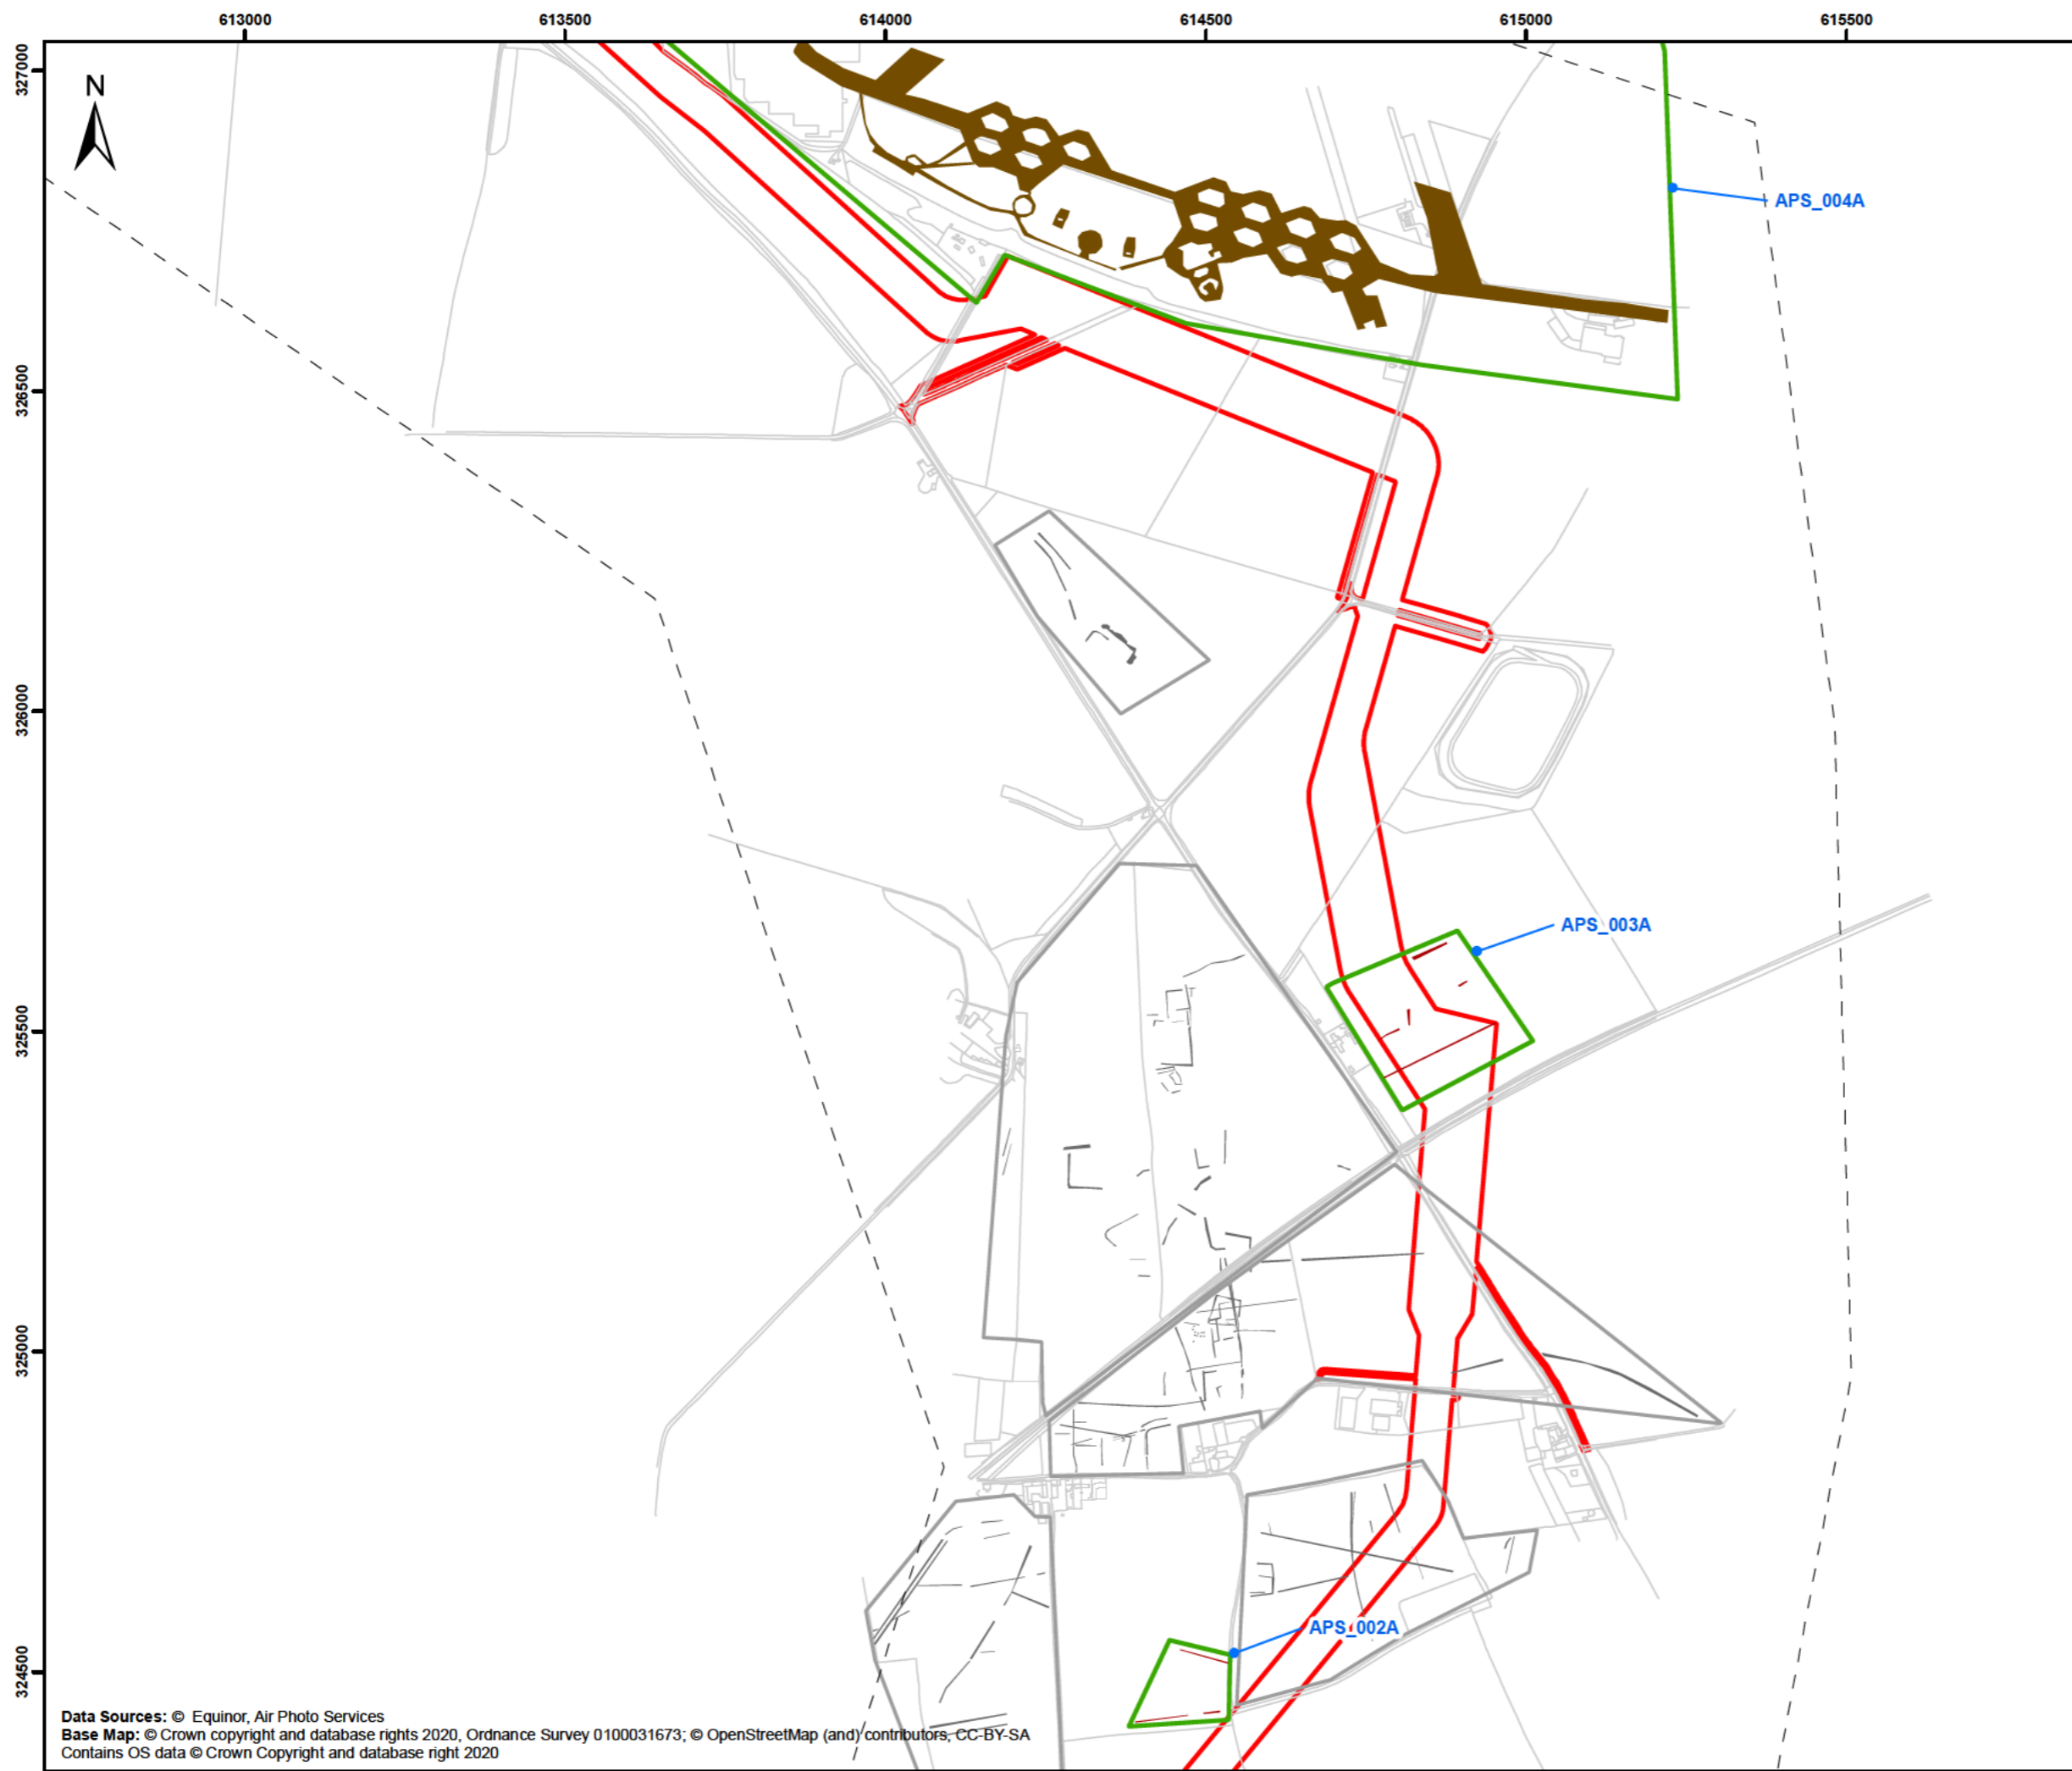 613000 613500 614000 614500 615000 615500
327000
N
APS_004A
326500
326000
APS_003A
325500
325000
APS_002A
324500
Data Sources: © Equinor, Air Photo Services
Base Map: © Crown copyright and database rights 2020, Ordnance Survey 0100031673; © OpenStreetMap (and) contributors, CC-BY-SA
Contains OS data © Crown Copyright and database right 2020